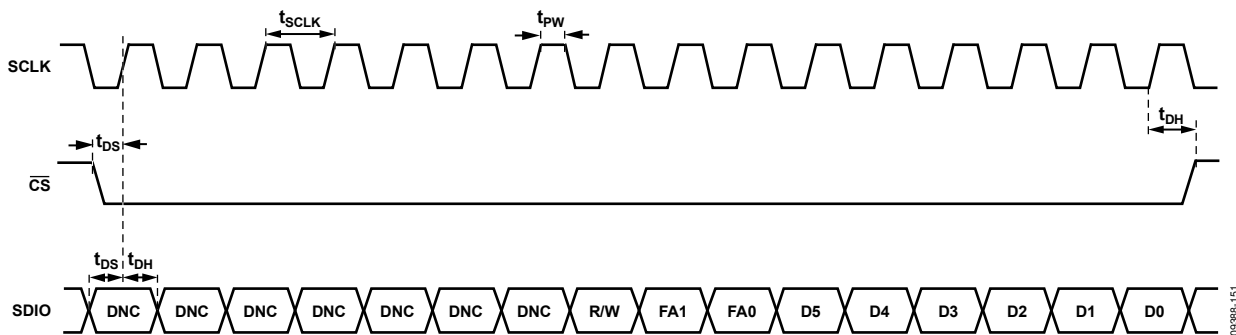 tSCLK
tPW
SCLK
tDS
tDH
CS
tDS
tDH
SDIO
DNC
DNC
DNC
DNC
DNC
DNC
DNC
R/W
FA1
FA0
D5
D4
D3
D2
D1
D0
09388-151